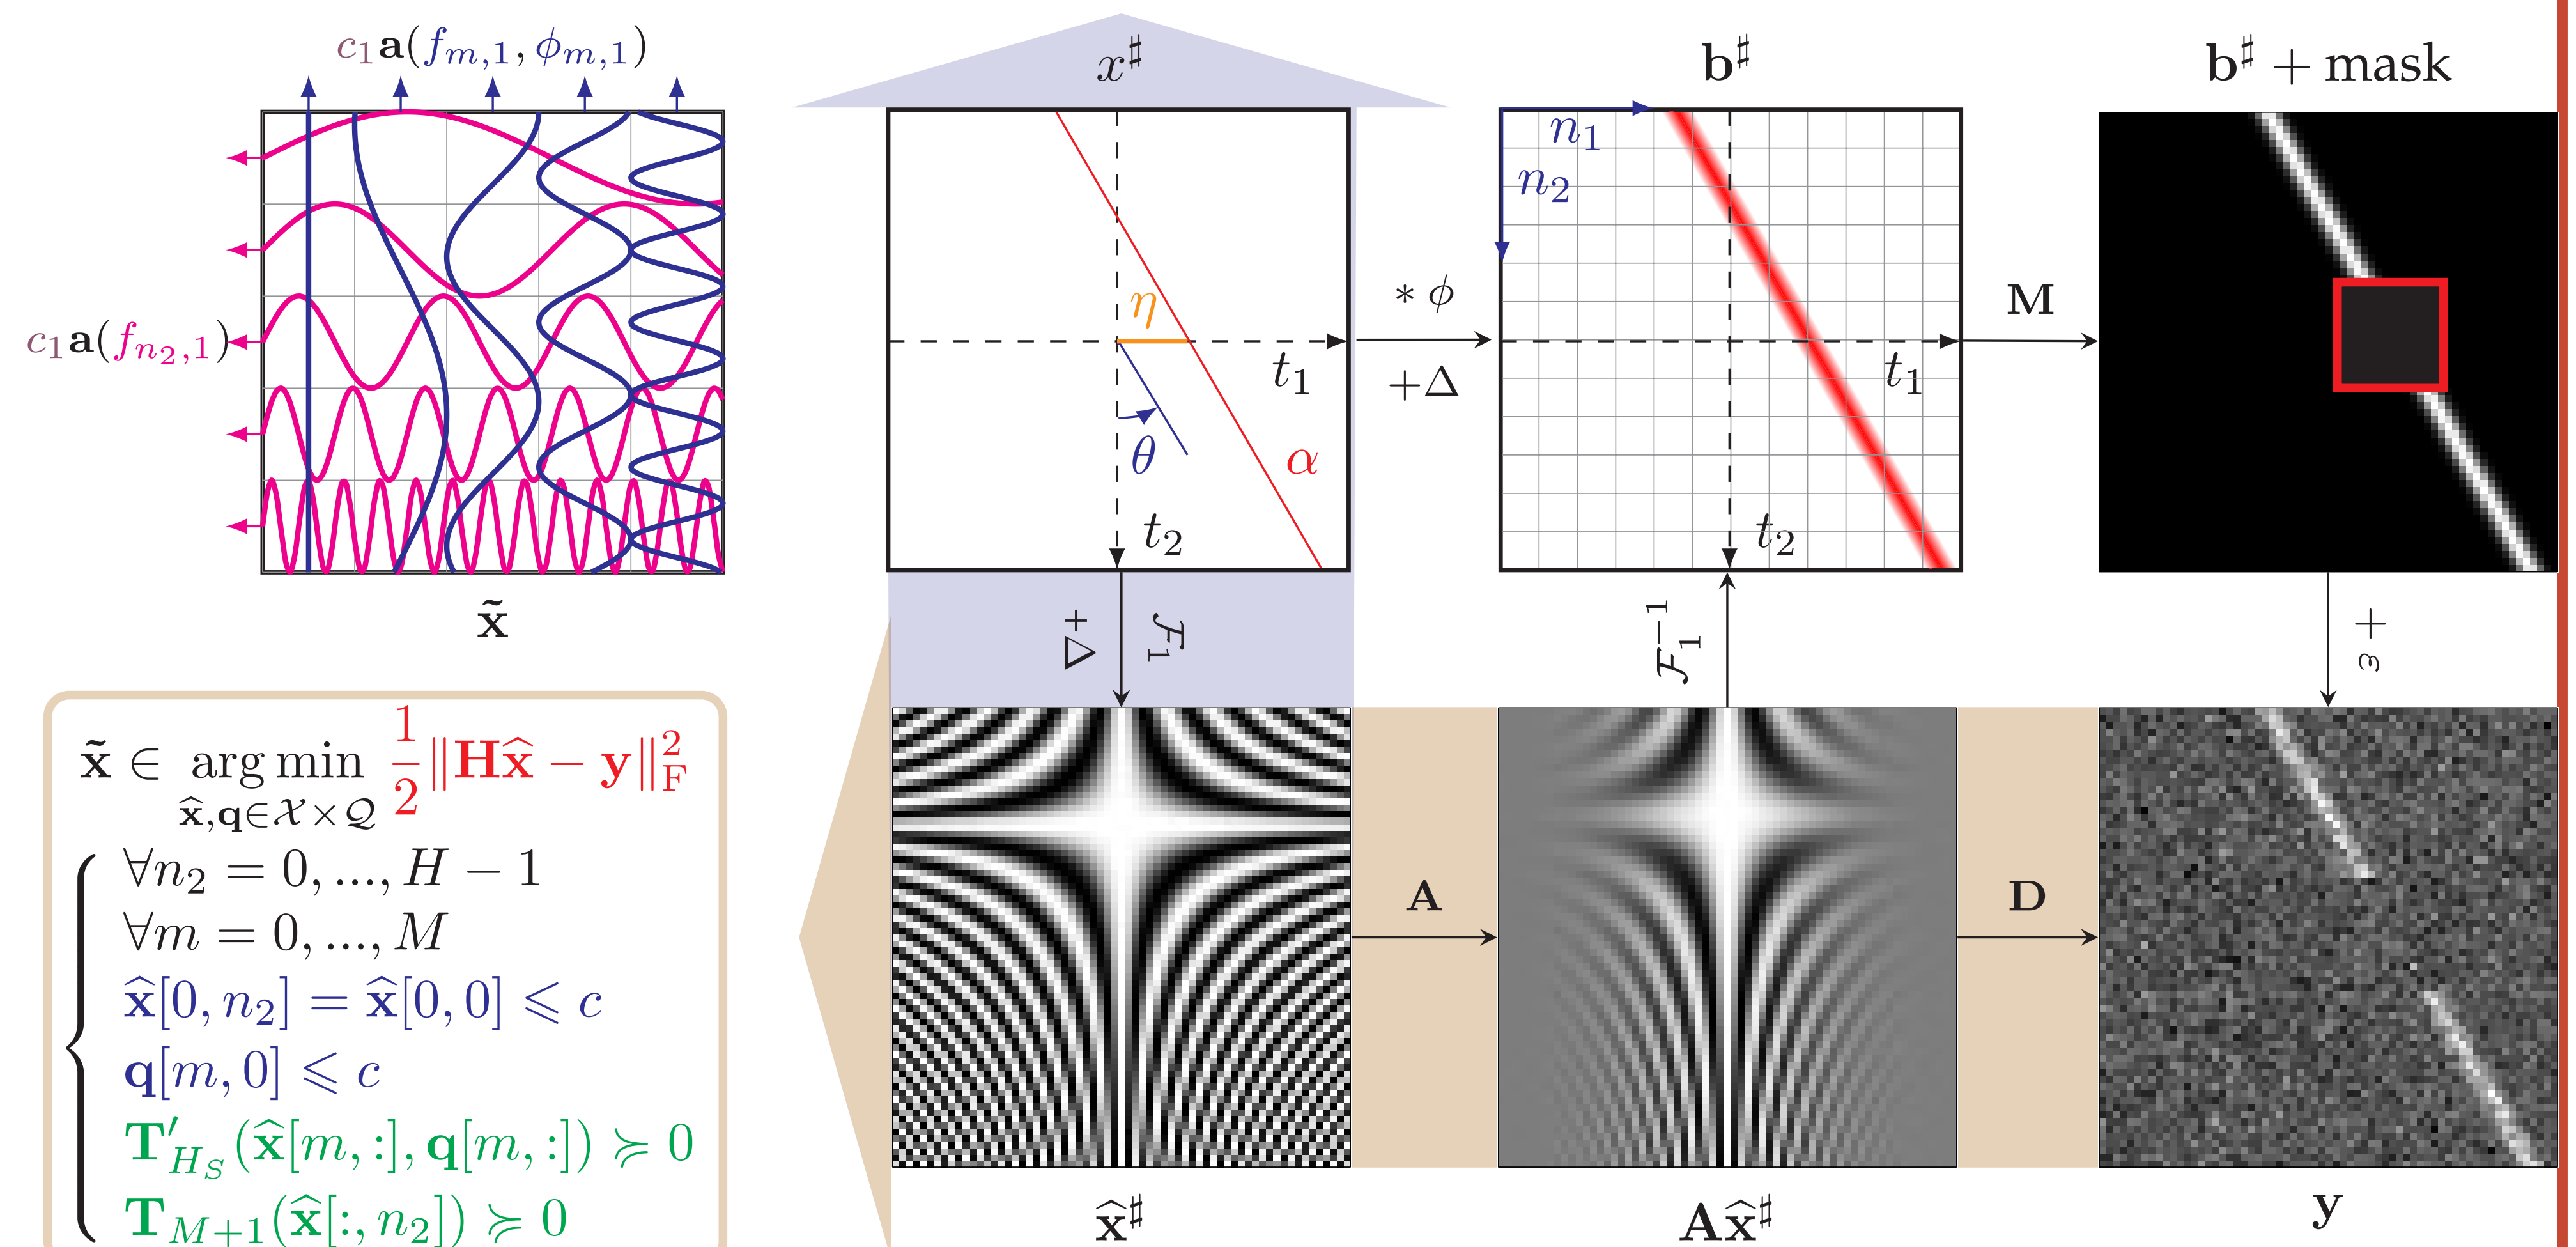 c₁a(f_{m,1}, ϕ_{m,1})
c₁a(f_{n₂,1})
x̃
x♯
η
θ
α
t₁
t₂
∗ ϕ
+Δ
b♯
n₁
n₂
t₁
t₂
M
b♯ + mask
+Δ
ℱ₁
ℱ₁⁻¹
+ ε
x̃ ∈ arg min ½‖Hx̂ − y‖²_F
x̂,q∈𝒳×𝒬
∀n₂ = 0, ..., H − 1
∀m = 0, ..., M
x̂[0, n₂] = x̂[0, 0] ⩽ c
q[m, 0] ⩽ c
T′_{H_S}(x̂[m, :], q[m, :]) ≽ 0
T_{M+1}(x̂[:, n₂]) ≽ 0
A
D
x̂♯
Ax̂♯
y